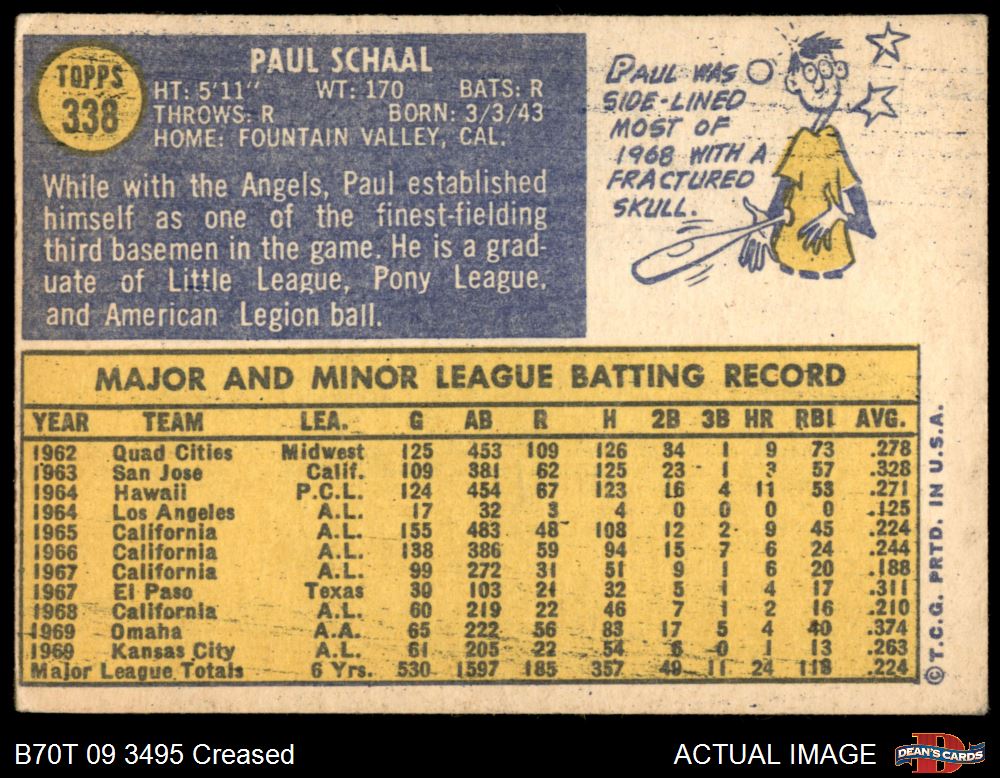 TOPPS
338
PAUL SCHAAL
HT: 5'11" WT: 170 BATS: R
THROWS: R BORN: 3/3/43
HOME: FOUNTAIN VALLEY, CAL.
While with the Angels, Paul established
himself as one of the finest-fielding
third basemen in the game. He is a grad-
uate of Little League, Pony League,
and American Legion ball.
PAUL WAS
SIDE-LINED
MOST OF
1968 WITH A
FRACTURED
SKULL.
MAJOR AND MINOR LEAGUE BATTING RECORD
YEAR TEAM LEA. G AB R H 2B 3B HR RBI AVG.
1962 Quad Cities Midwest 125 453 109 126 34 1 9 73 .278
1963 San Jose Calif. 109 381 62 125 23 1 3 57 .328
1964 Hawaii P.C.L. 124 454 67 123 16 4 11 53 .271
1964 Los Angeles A.L. 17 32 3 4 0 0 0 0 .125
1965 California A.L. 155 483 48 108 12 2 9 45 .224
1966 California A.L. 138 386 59 94 15 7 6 24 .244
1967 California A.L. 99 272 31 51 9 1 6 20 .188
1967 El Paso Texas 30 103 21 32 5 1 4 17 .311
1968 California A.L. 60 219 22 46 7 1 2 16 .210
1969 Omaha A.A. 65 222 56 83 17 5 4 40 .374
1969 Kansas City A.L. 61 205 22 54 6 0 1 13 .263
Major League Totals 6 Yrs. 530 1597 185 357 49 11 24 118 .224
© T.C.G. PRTD. IN U.S.A.
B70T 09 3495 Creased
ACTUAL IMAGE
DEAN'S CARDS